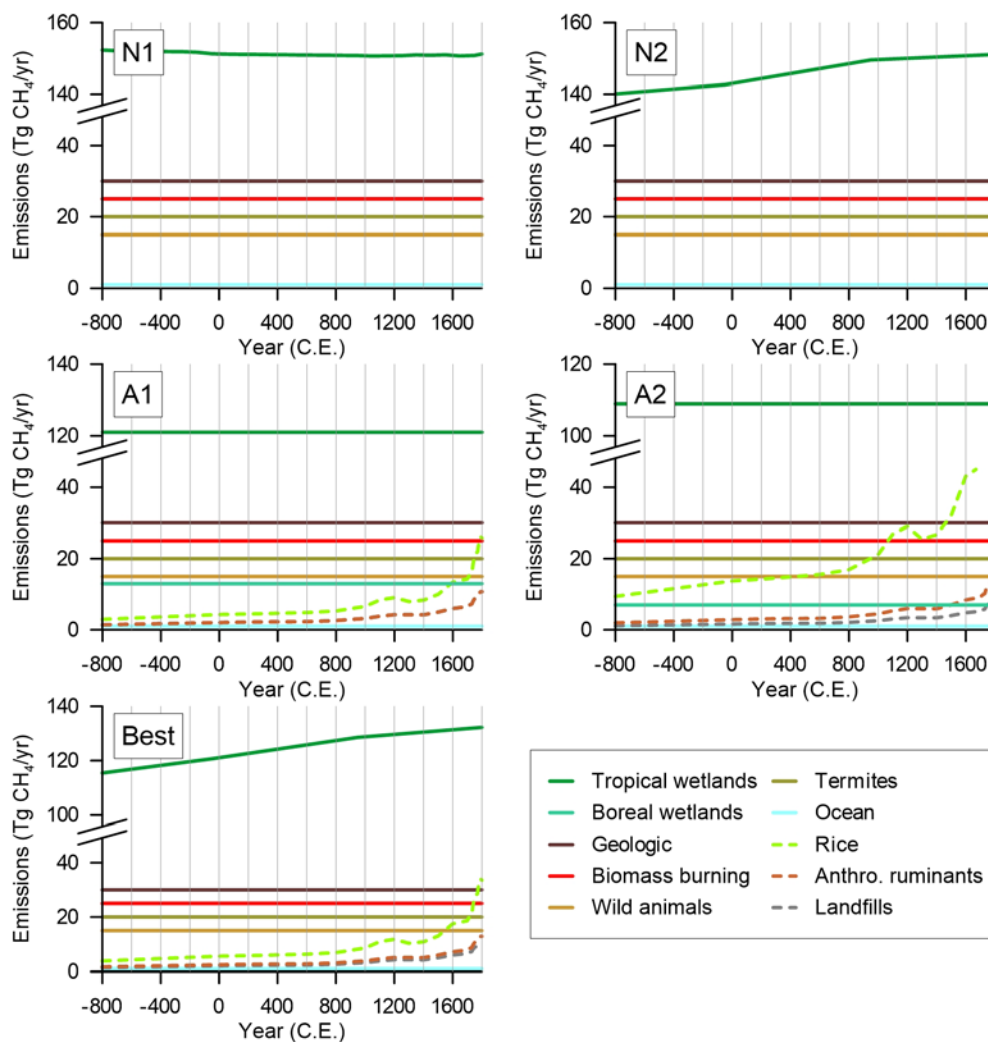 N1
Emissions (Tg CH₄/yr)
160
140
40
20
0
-800 -400 0 400 800 1200 1600
Year (C.E.)
N2
Emissions (Tg CH₄/yr)
160
140
40
20
0
-800 -400 0 400 800 1200 1600
Year (C.E.)
A1
Emissions (Tg CH₄/yr)
140
120
40
20
0
-800 -400 0 400 800 1200 1600
Year (C.E.)
A2
Emissions (Tg CH₄/yr)
120
100
40
20
0
-800 -400 0 400 800 1200 1600
Year (C.E.)
Best
Emissions (Tg CH₄/yr)
140
120
100
40
20
0
-800 -400 0 400 800 1200 1600
Year (C.E.)
Tropical wetlands
Boreal wetlands
Geologic
Biomass burning
Wild animals
Termites
Ocean
Rice
Anthro. ruminants
Landfills